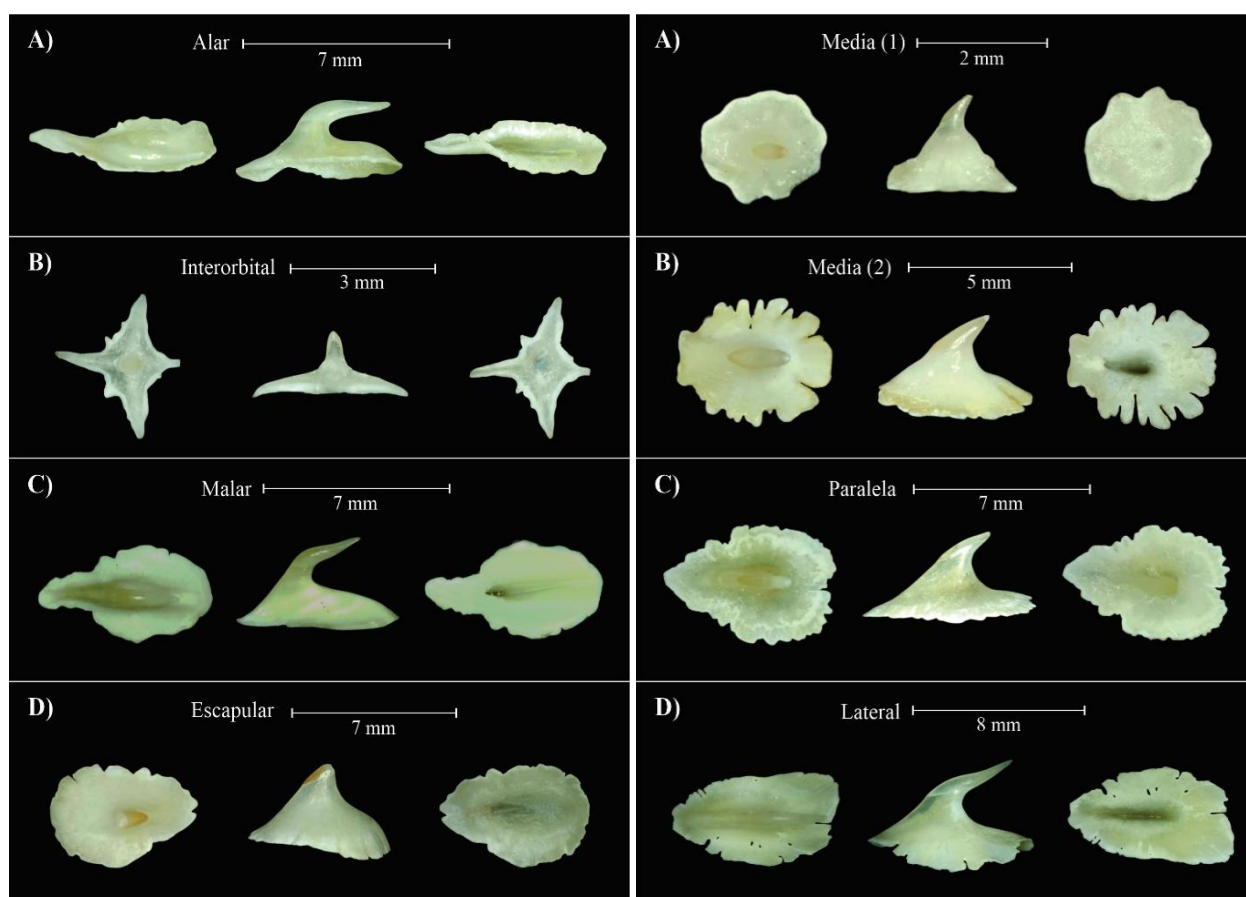 A)
Alar
7 mm
B)
Interorbital
3 mm
C)
Malar
7 mm
D)
Escapular
7 mm
A)
Media (1)
2 mm
B)
Media (2)
5 mm
C)
Paralela
7 mm
D)
Lateral
8 mm